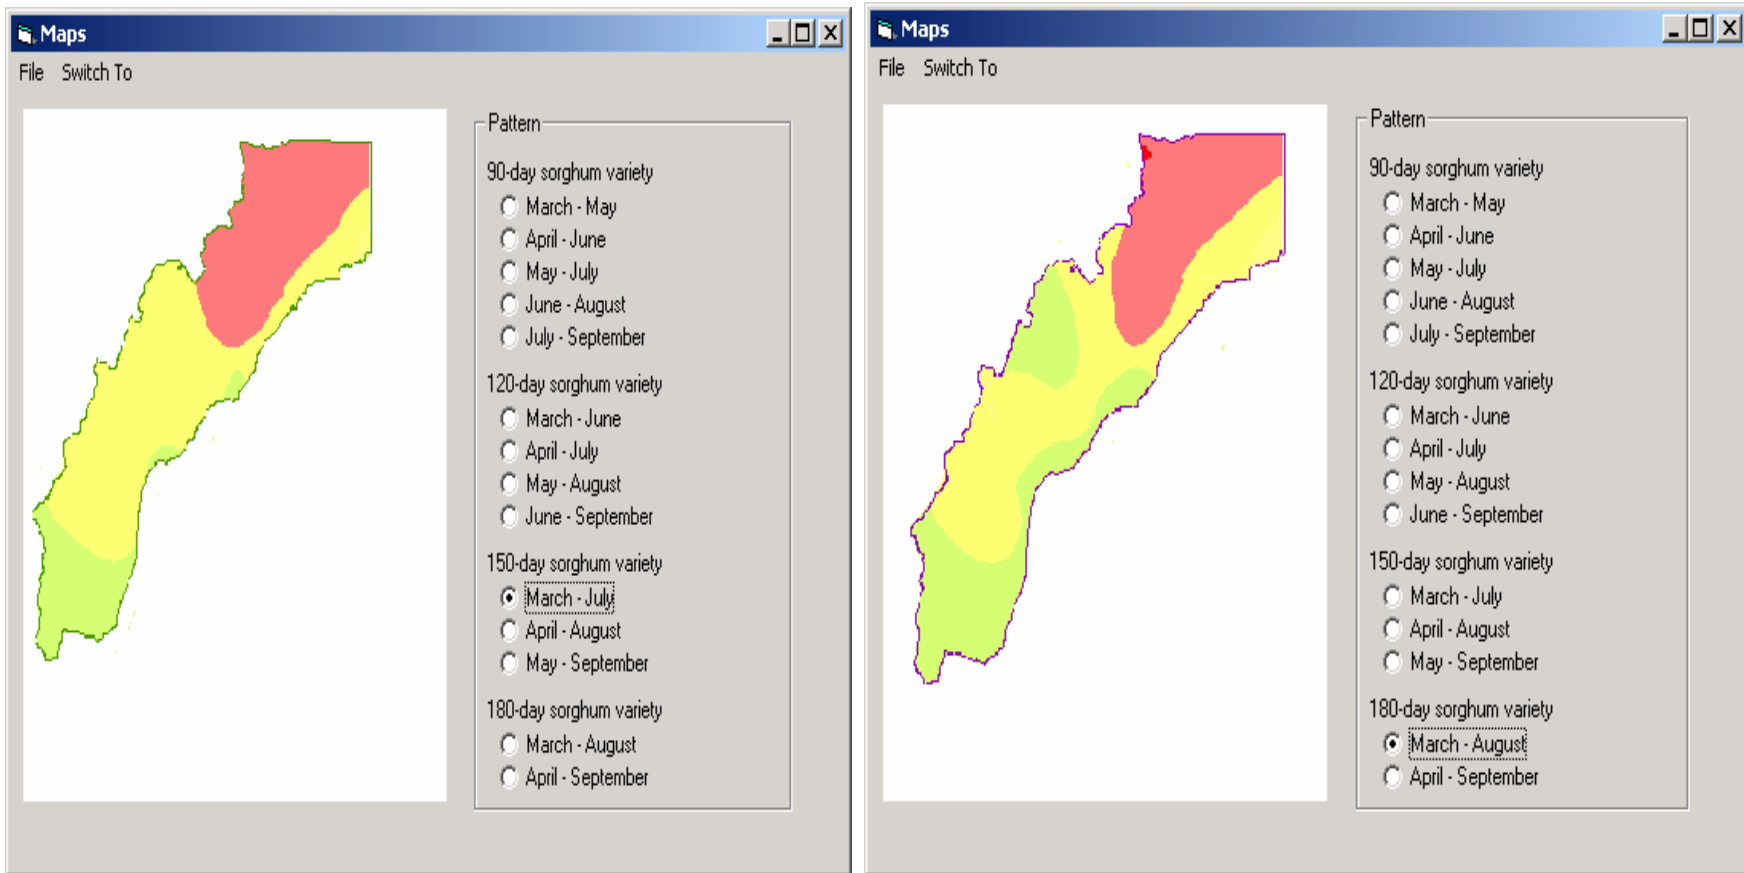 Maps
File Switch To
Pattern
90-day sorghum variety
March - May
April - June
May - July
June - August
July - September
120-day sorghum variety
March - June
April - July
May - August
June - September
150-day sorghum variety
March - July
April - August
May - September
180-day sorghum variety
March - August
April - September
Maps
File Switch To
Pattern
90-day sorghum variety
March - May
April - June
May - July
June - August
July - September
120-day sorghum variety
March - June
April - July
May - August
June - September
150-day sorghum variety
March - July
April - August
May - September
180-day sorghum variety
March - August
April - September